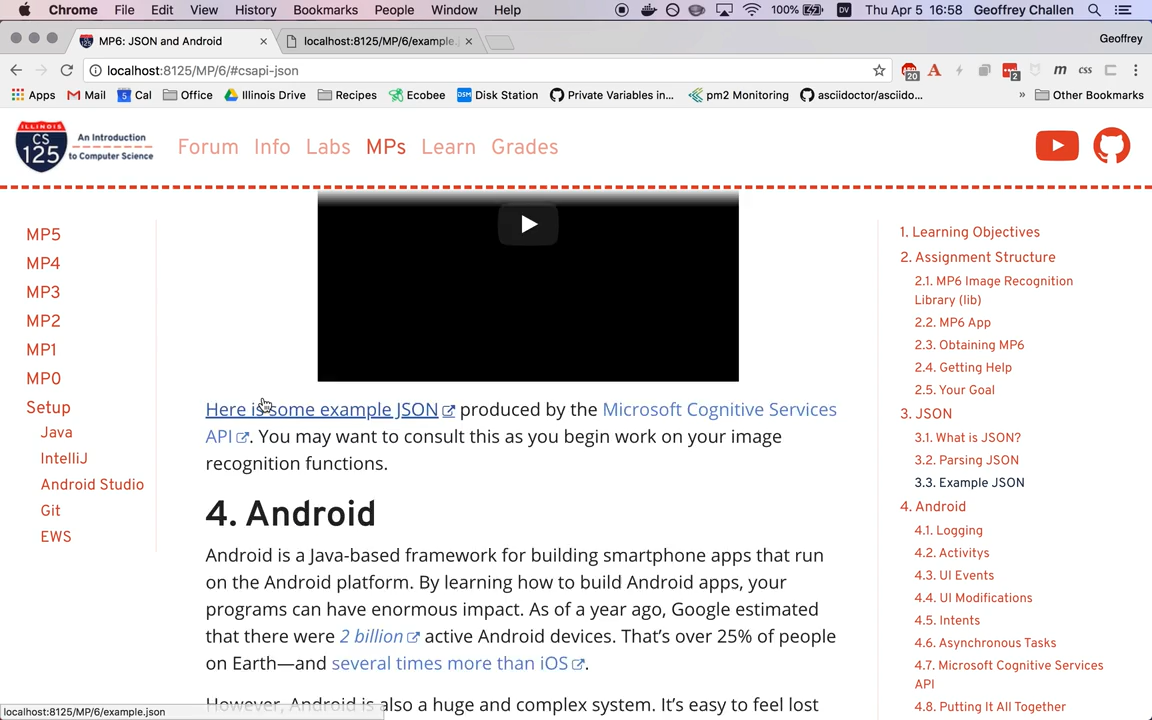 Chrome File Edit View History Bookmarks People Window Help 100% DV Thu Apr 5 16:58 Geoffrey Challen
MP6: JSON and Android localhost:8125/MP/6/example. Geoffrey
localhost:8125/MP/6/#csapi-json 20 A 2 m css
Apps Mail 5 Cal Office Illinois Drive Recipes Ecobee DSM Disk Station Private Variables in... pm2 Monitoring asciidoctor/asciido... » Other Bookmarks
ILLINOIS
CS
125
An Introduction
to Computer Science
Forum Info Labs MPs Learn Grades
MP5
MP4
MP3
MP2
MP1
MP0
Setup
Java
IntelliJ
Android Studio
Git
EWS
Here is some example JSON produced by the Microsoft Cognitive Services
API. You may want to consult this as you begin work on your image
recognition functions.
4. Android
Android is a Java-based framework for building smartphone apps that run
on the Android platform. By learning how to build Android apps, your
programs can have enormous impact. As of a year ago, Google estimated
that there were 2 billion active Android devices. That’s over 25% of people
on Earth—and several times more than iOS.
However, Android is also a huge and complex system. It’s easy to feel lost
1. Learning Objectives
2. Assignment Structure
2.1. MP6 Image Recognition
Library (lib)
2.2. MP6 App
2.3. Obtaining MP6
2.4. Getting Help
2.5. Your Goal
3. JSON
3.1. What is JSON?
3.2. Parsing JSON
3.3. Example JSON
4. Android
4.1. Logging
4.2. Activitys
4.3. UI Events
4.4. UI Modifications
4.5. Intents
4.6. Asynchronous Tasks
4.7. Microsoft Cognitive Services
API
4.8. Putting It All Together
localhost:8125/MP/6/example.json